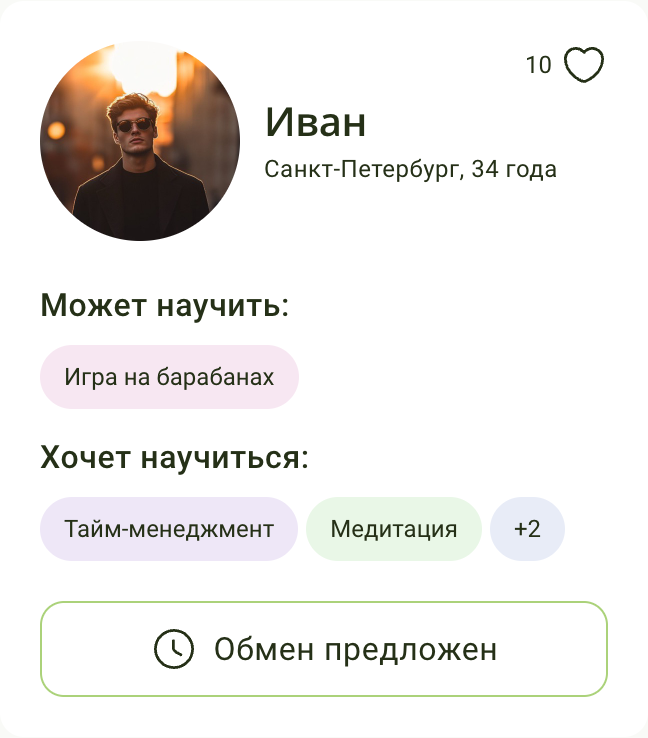 10
Иван
Санкт-Петербург, 34 года
Может научить:
Игра на барабанах
Хочет научиться:
Тайм-менеджмент Медитация +2
Обмен предложен